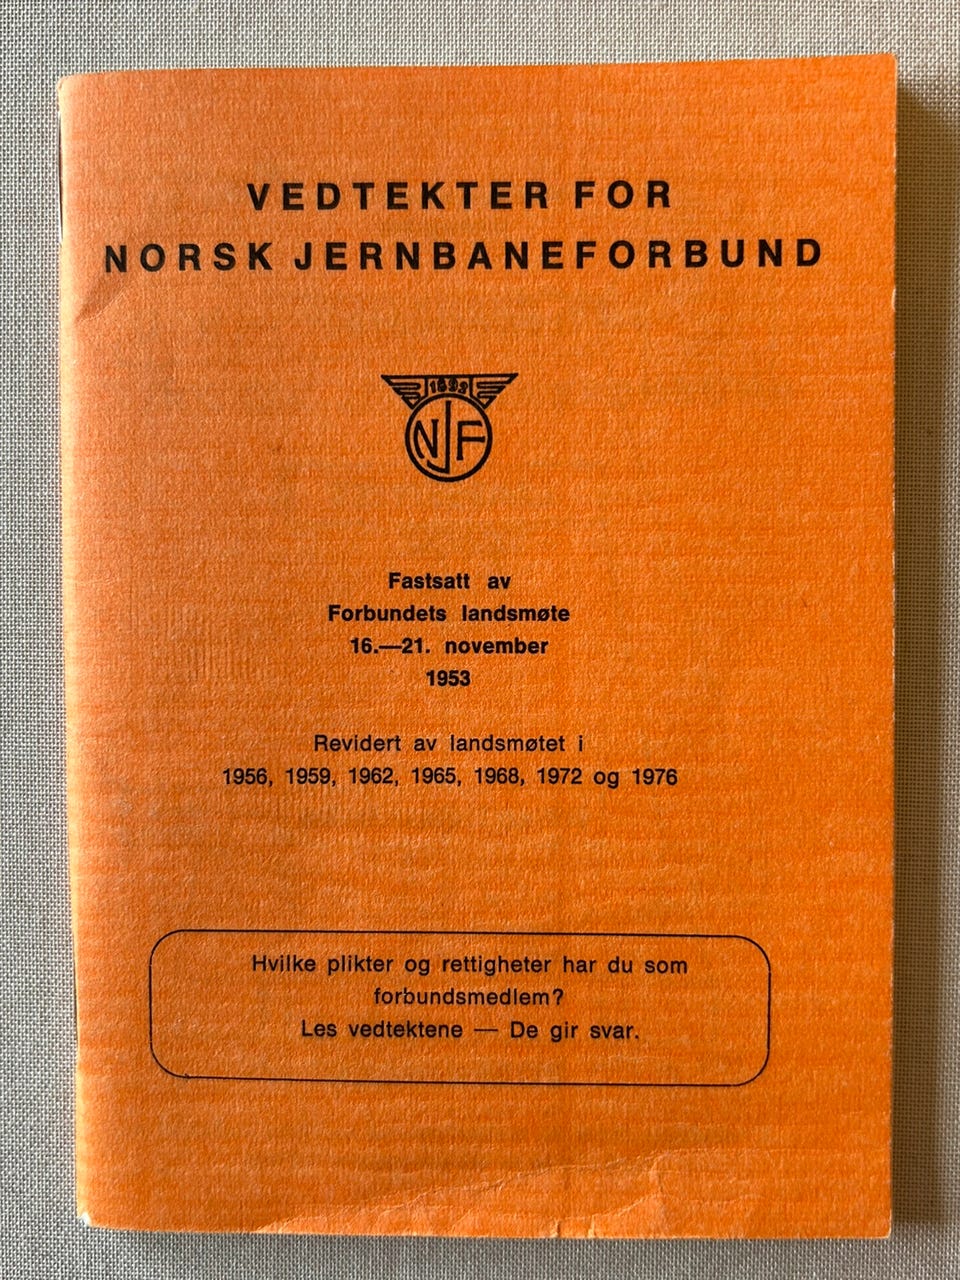 VEDTEKTER FOR
NORSK JERNBANEFORBUND
1892
NJF
Fastsatt av
Forbundets landsmøte
16.—21. november
1953
Revidert av landsmøtet i
1956, 1959, 1962, 1965, 1968, 1972 og 1976
Hvilke plikter og rettigheter har du som
forbundsmedlem?
Les vedtektene — De gir svar.